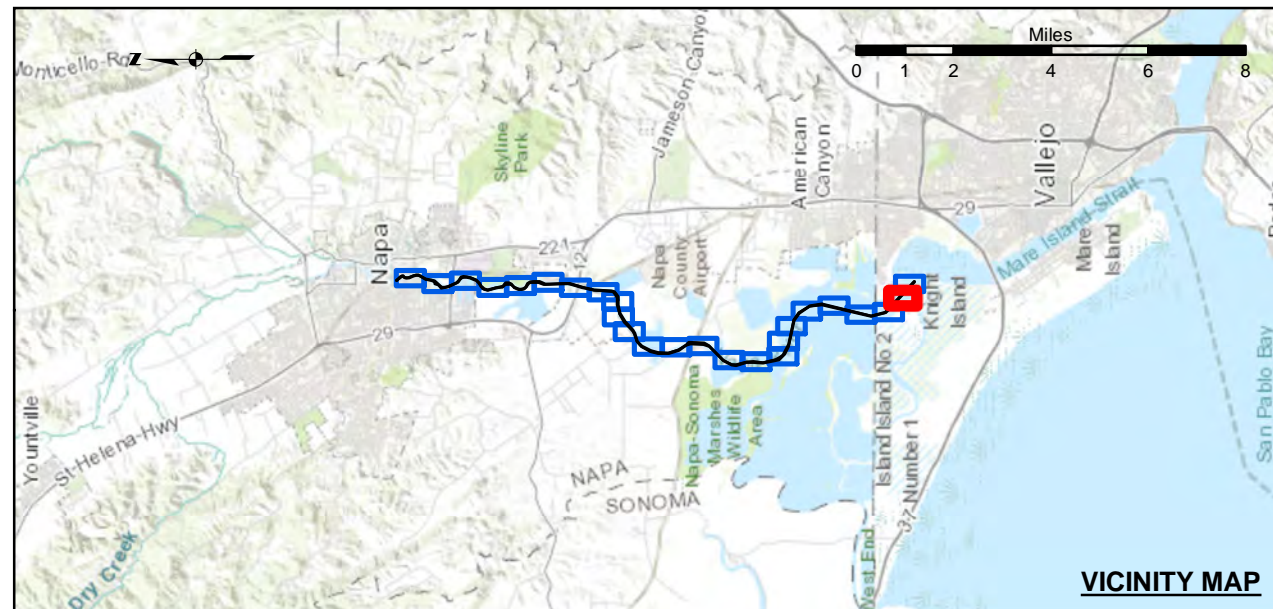 Monticello-Rd
Z
Miles
0 1 2 4 6 8
Jameson Canyon
Skyline
Park
American
Canyon
Vallejo
29
Mare Island-Strait
Mare
Island
221
12
Napa
Napa
County
Airport
Knight
Island
29
Yountville
St-Helena-Hwy
Napa-Sonoma
Marshes
Wildlife
Area
Island Island No 2
Number 1
37
San Pablo Bay
NAPA
SONOMA
West End
Dry Creek
VICINITY MAP